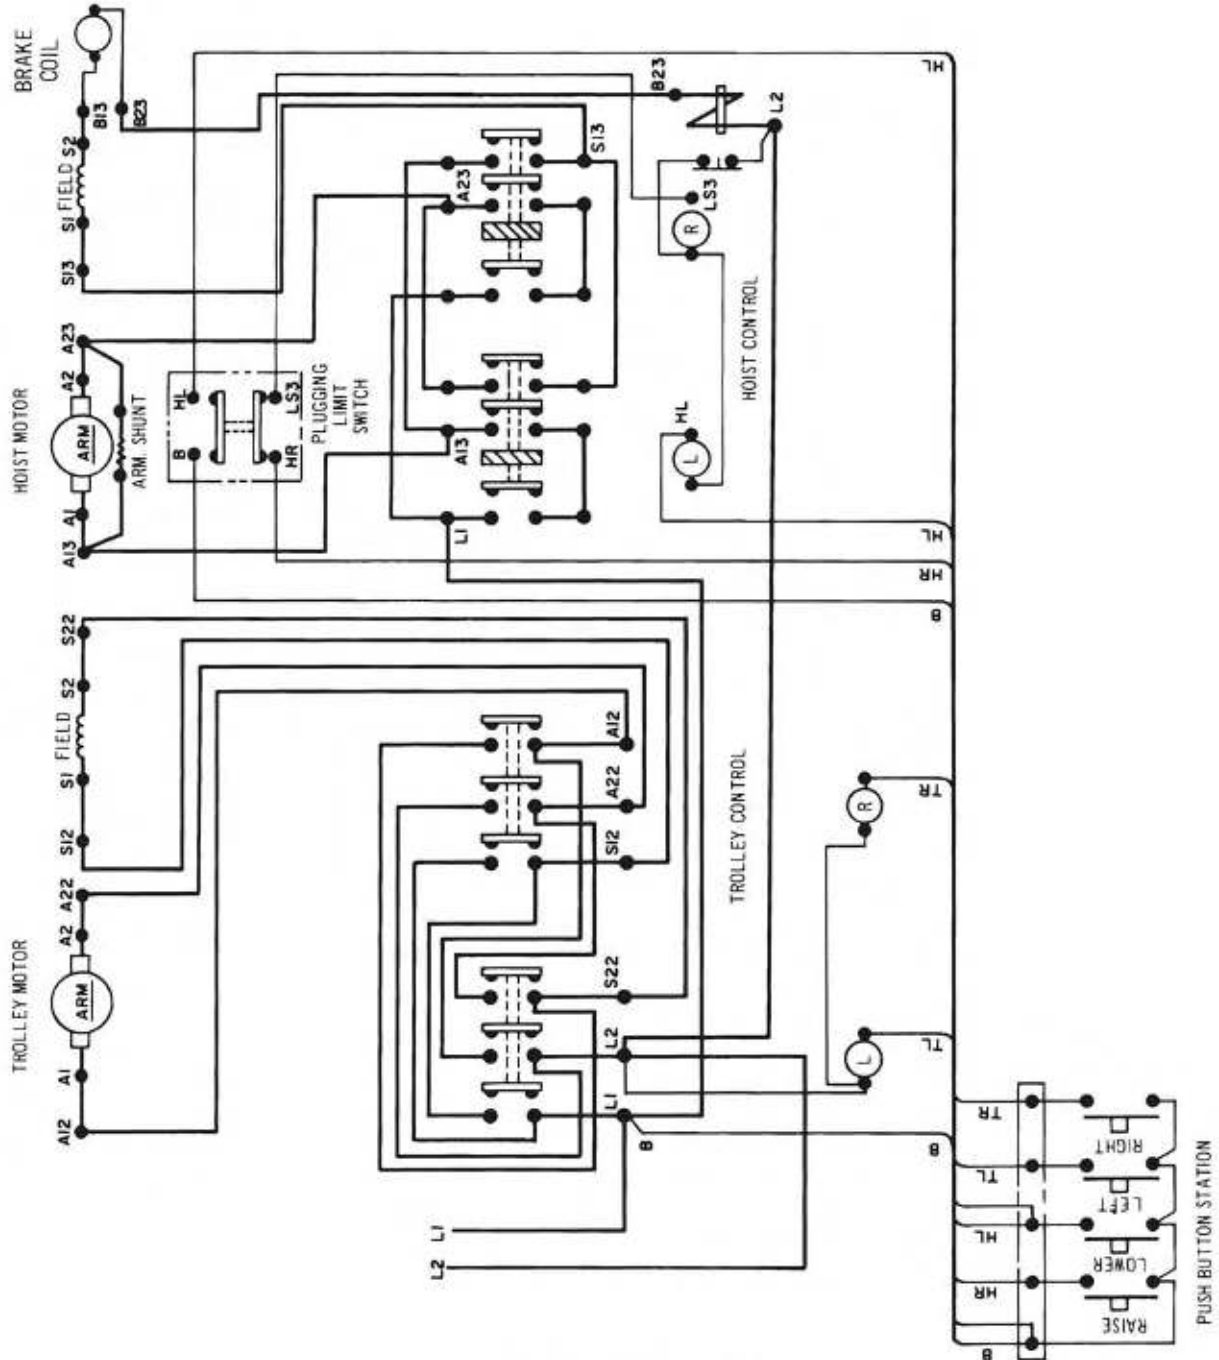 BRAKE
COIL
B13
B23
S2
FIELD
S1
S13
HOIST MOTOR
A23
A2
ARM
ARM. SHUNT
A1
A13
HL
B
LS3
HR
PLUGGING
LIMIT
SWITCH
A23
S13
A13
L1
B23
L2
LS3
R
HOIST CONTROL
HL
L
HL
HL
HR
B
S22
S2
FIELD
S1
S12
TROLLEY MOTOR
A22
A2
ARM
A1
A12
A12
A22
S12
S22
L2
L1
B
TROLLEY CONTROL
R
TR
L
TL
B
L1
L2
TR
TL
HL
HR
B
RIGHT
LEFT
LOWER
RAISE
PUSH BUTTON STATION